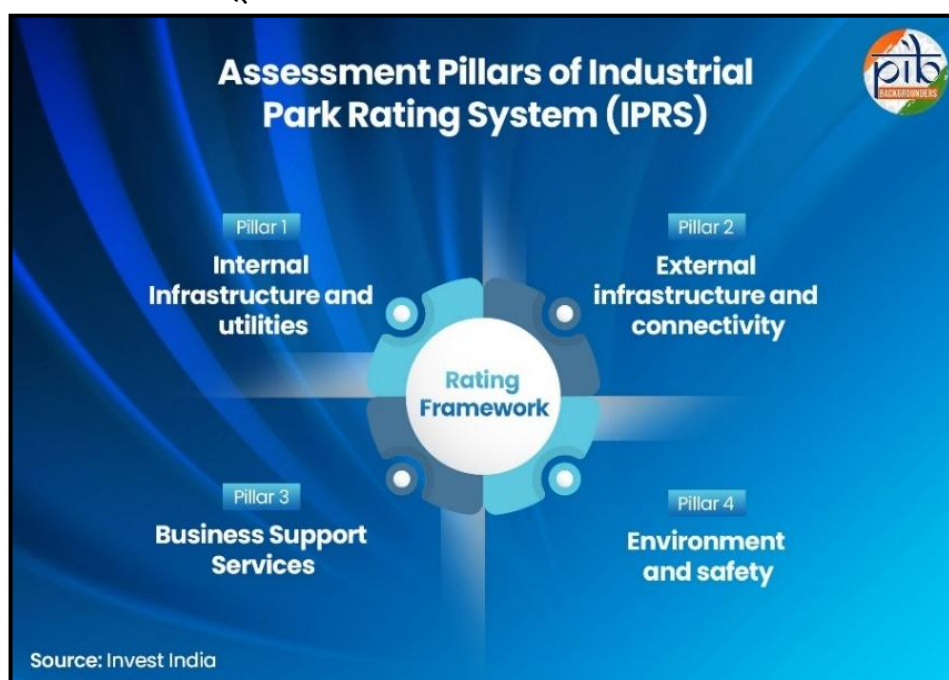 Assessment Pillars of Industrial
Park Rating System (IPRS)
pib
BACKGROUNDERS
Pillar 1
Internal
Infrastructure and
utilities
Pillar 2
External
infrastructure and
connectivity
Rating
Framework
Pillar 3
Business Support
Services
Pillar 4
Environment
and safety
Source: Invest India